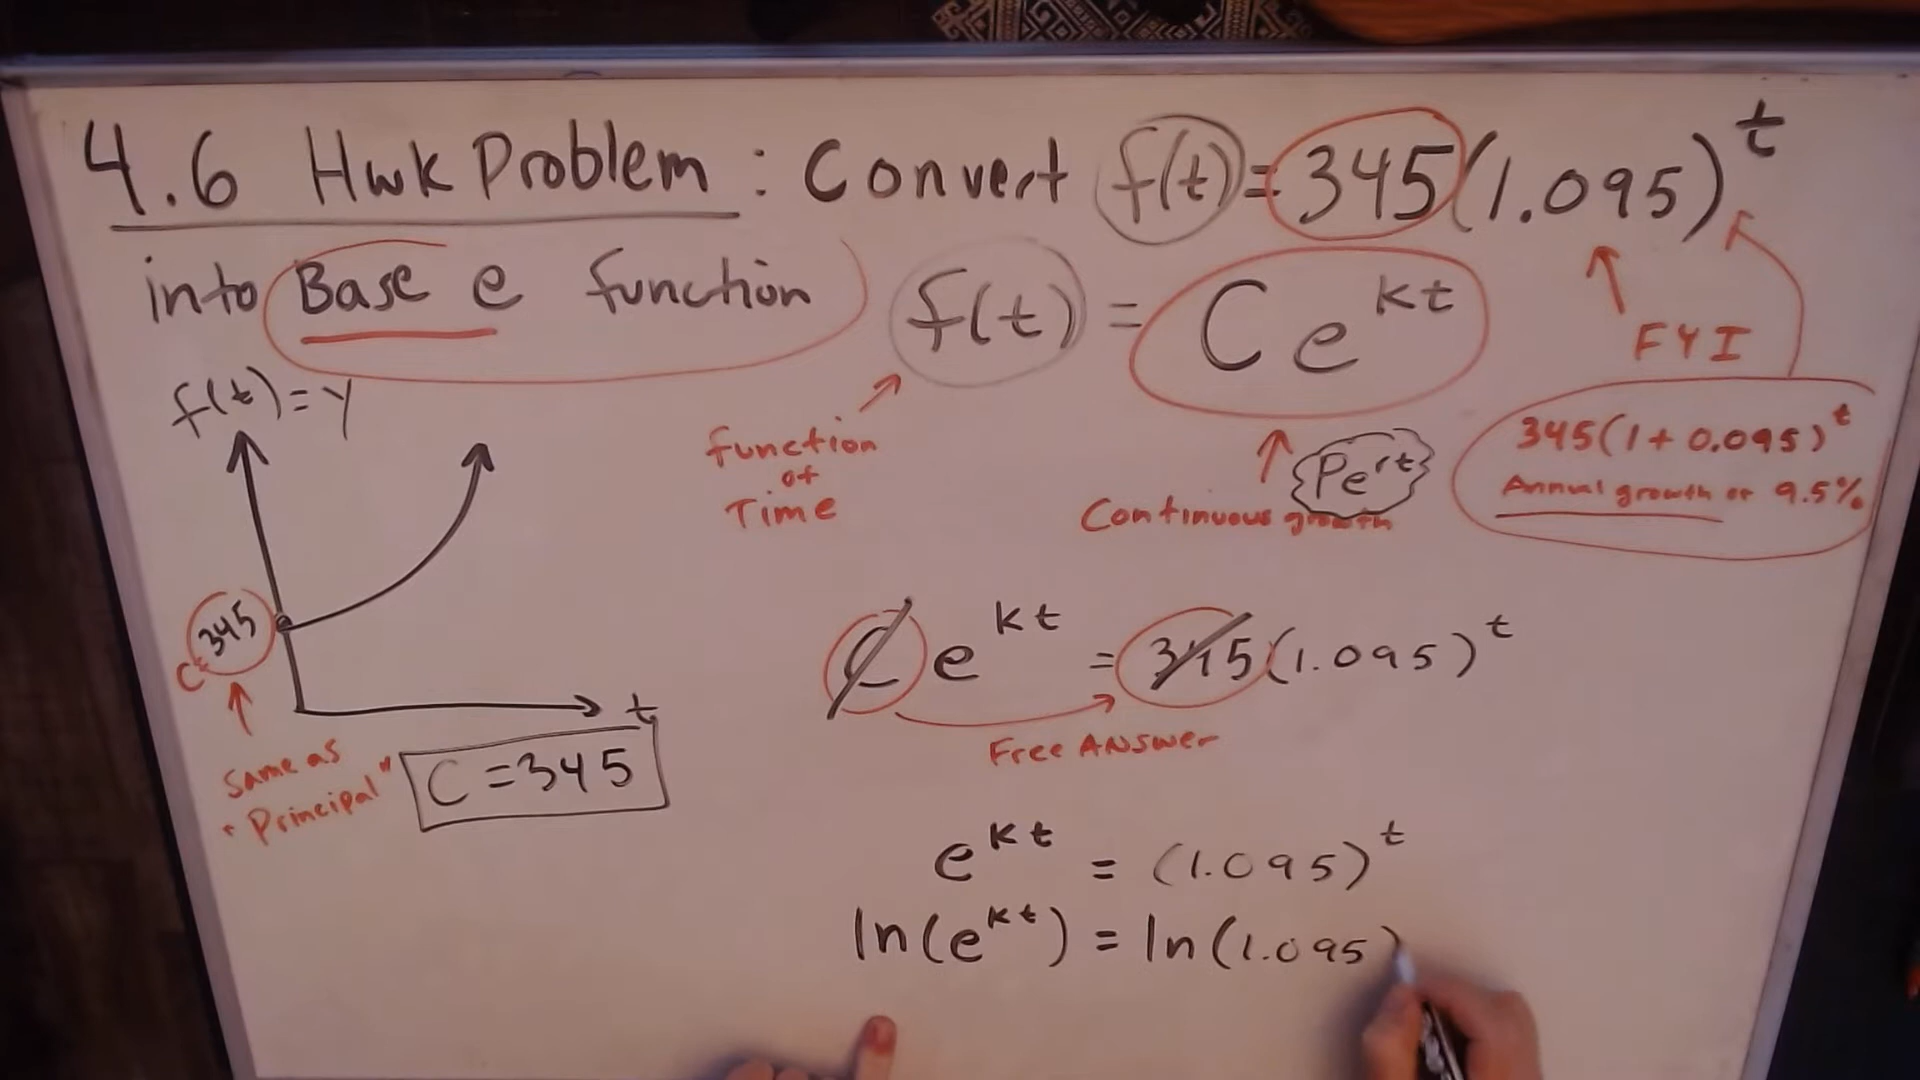 4.6 Hwk Problem : Convert f(t) = 345(1.095)^t
into Base e function f(t) = Ce^kt
FYI
f(t) = y
function
of
Time
Pe^rt
Continuous growth
345(1 + 0.095)^t
Annual growth of 9.5%
345
C=
t
Same as
"Principal"
C = 345
Ce^kt = 345(1.095)^t
Free Answer
e^kt = (1.095)^t
ln(e^kt) = ln(1.095)